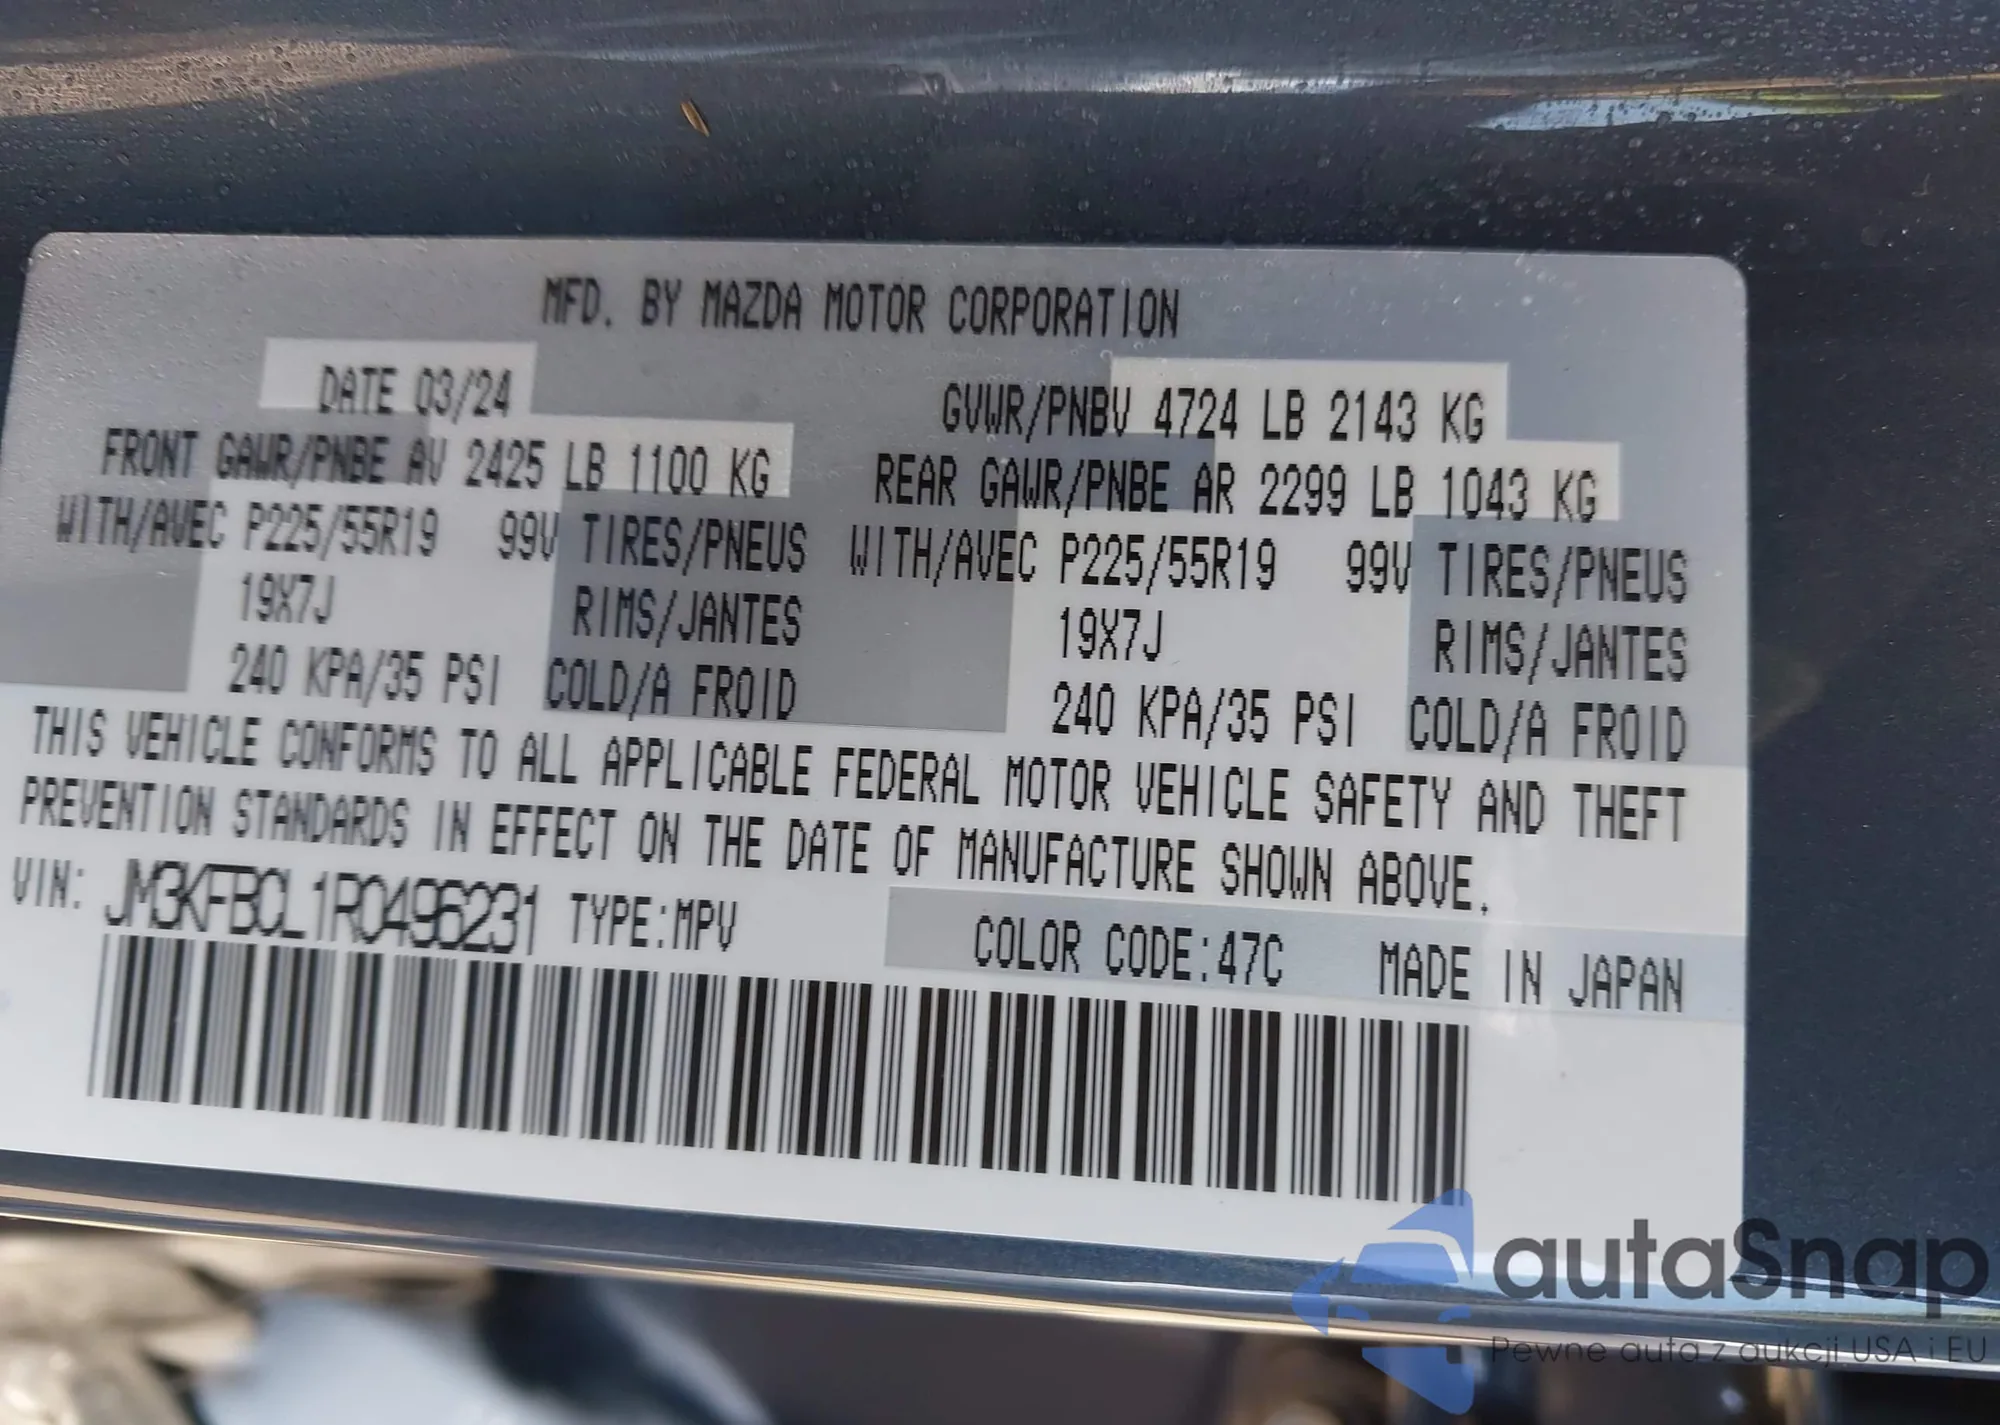 MFD. BY MAZDA MOTOR CORPORATION
DATE 03/24 GVWR/PNBV 4724 LB 2143 KG
FRONT GAWR/PNBE AV 2425 LB 1100 KG REAR GAWR/PNBE AR 2299 LB 1043 KG
WITH/AVEC P225/55R19 99V TIRES/PNEUS WITH/AVEC P225/55R19 99V TIRES/PNEUS
19X7J RIMS/JANTES 19X7J RIMS/JANTES
240 KPA/35 PSI COLD/A FROID 240 KPA/35 PSI COLD/A FROID
THIS VEHICLE CONFORMS TO ALL APPLICABLE FEDERAL MOTOR VEHICLE SAFETY AND THEFT
PREVENTION STANDARDS IN EFFECT ON THE DATE OF MANUFACTURE SHOWN ABOVE.
VIN: JM3KFBCL1R0496231 TYPE:MPV COLOR CODE:47C MADE IN JAPAN
autaSnap
Pewne auta z aukcji USA i EU